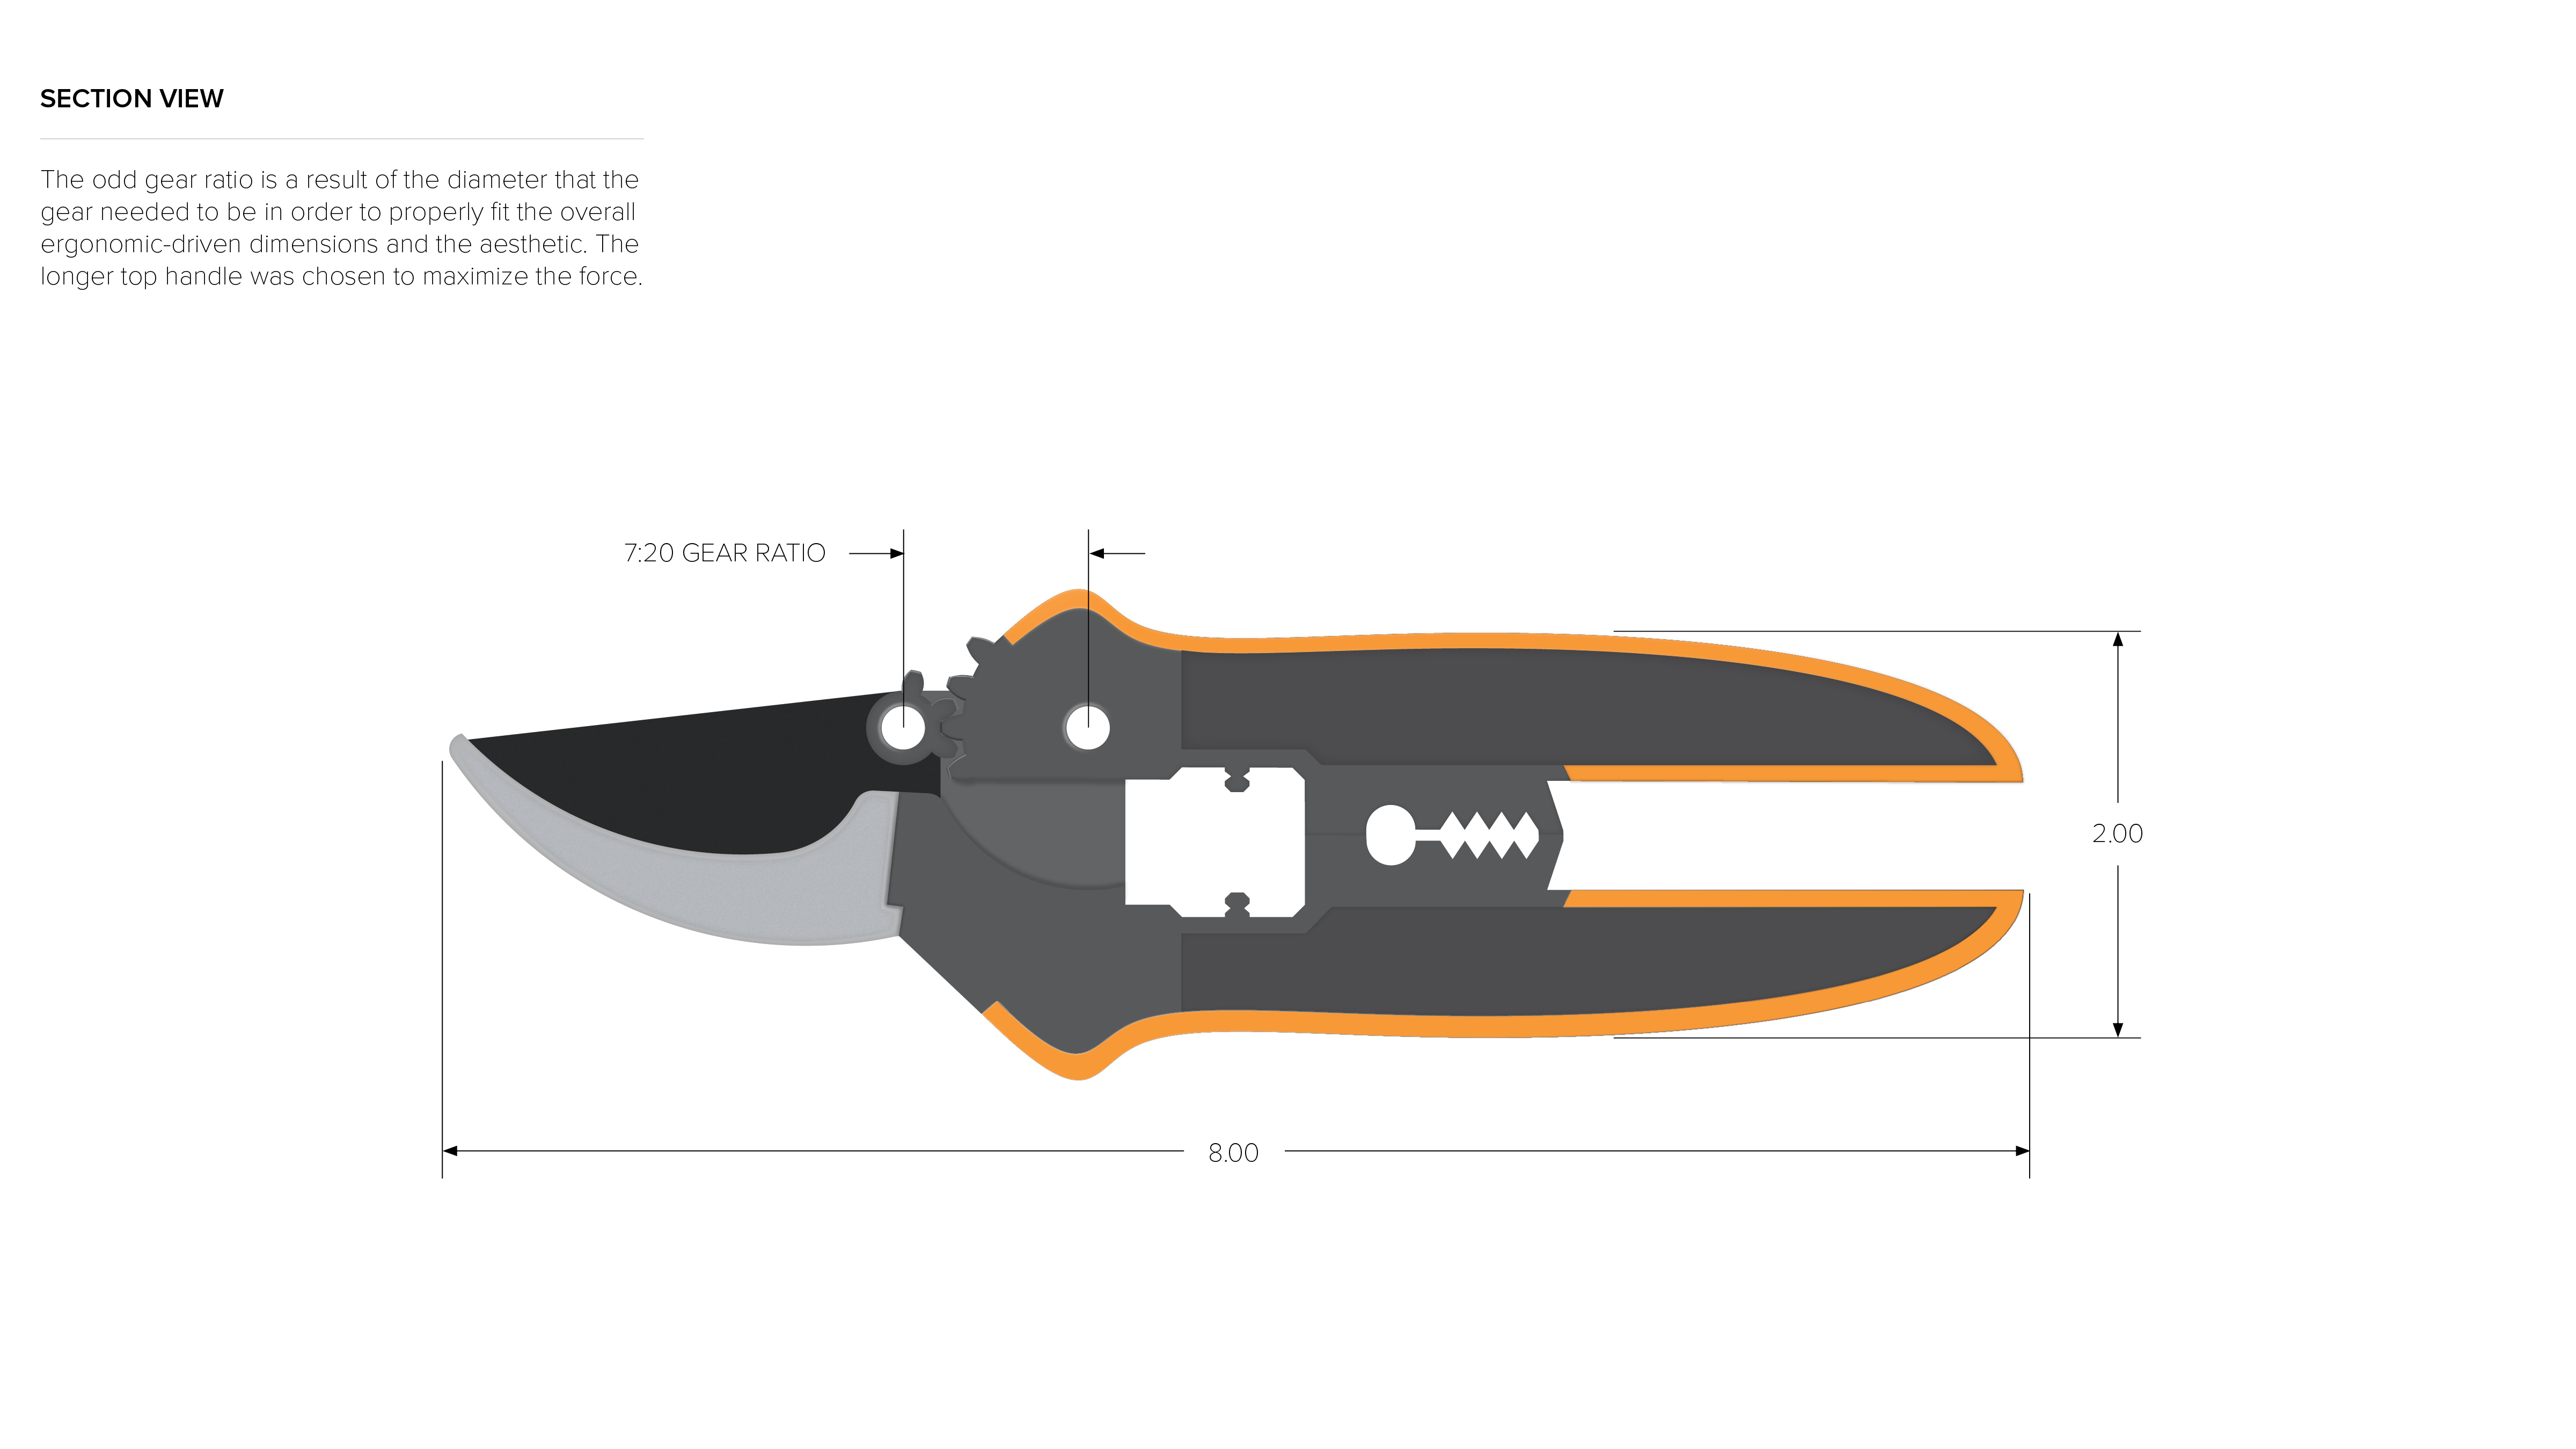 SECTION VIEW
The odd gear ratio is a result of the diameter that the
gear needed to be in order to properly fit the overall
ergonomic-driven dimensions and the aesthetic. The
longer top handle was chosen to maximize the force.
7:20 GEAR RATIO
2.00
8.00